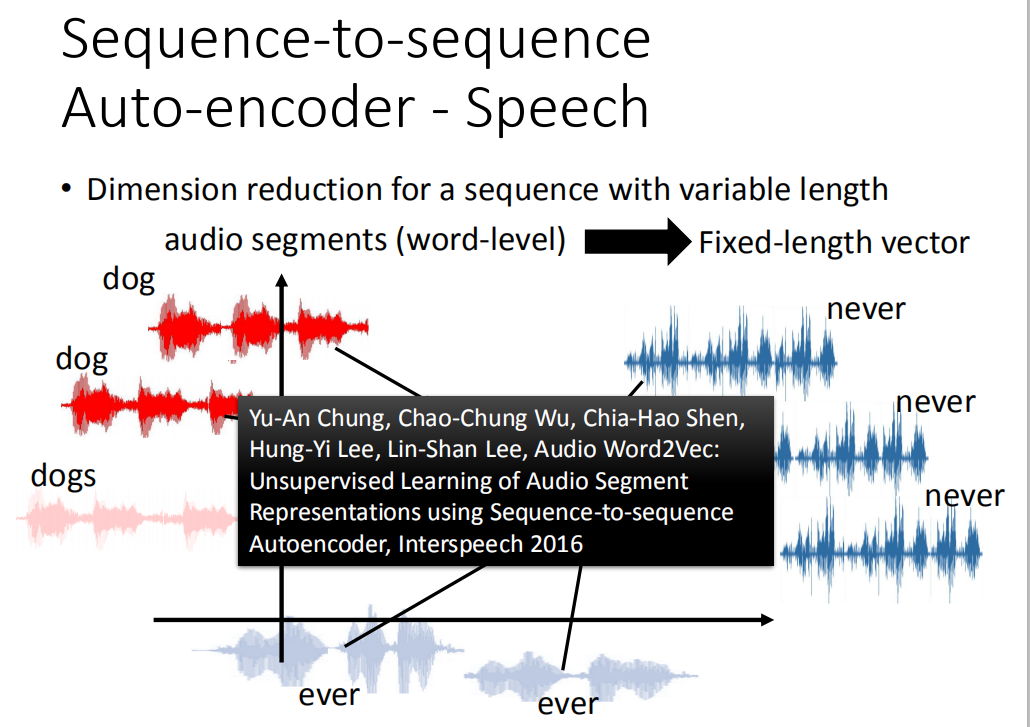 Sequence-to-sequence
Auto-encoder - Speech
• Dimension reduction for a sequence with variable length
audio segments (word-level)
Fixed-length vector
dog
never
dog
never
Yu-An Chung, Chao-Chung Wu, Chia-Hao Shen,
Hung-Yi Lee, Lin-Shan Lee, Audio Word2Vec:
Unsupervised Learning of Audio Segment
Representations using Sequence-to-sequence
Autoencoder, Interspeech 2016
dogs
never
ever
ever